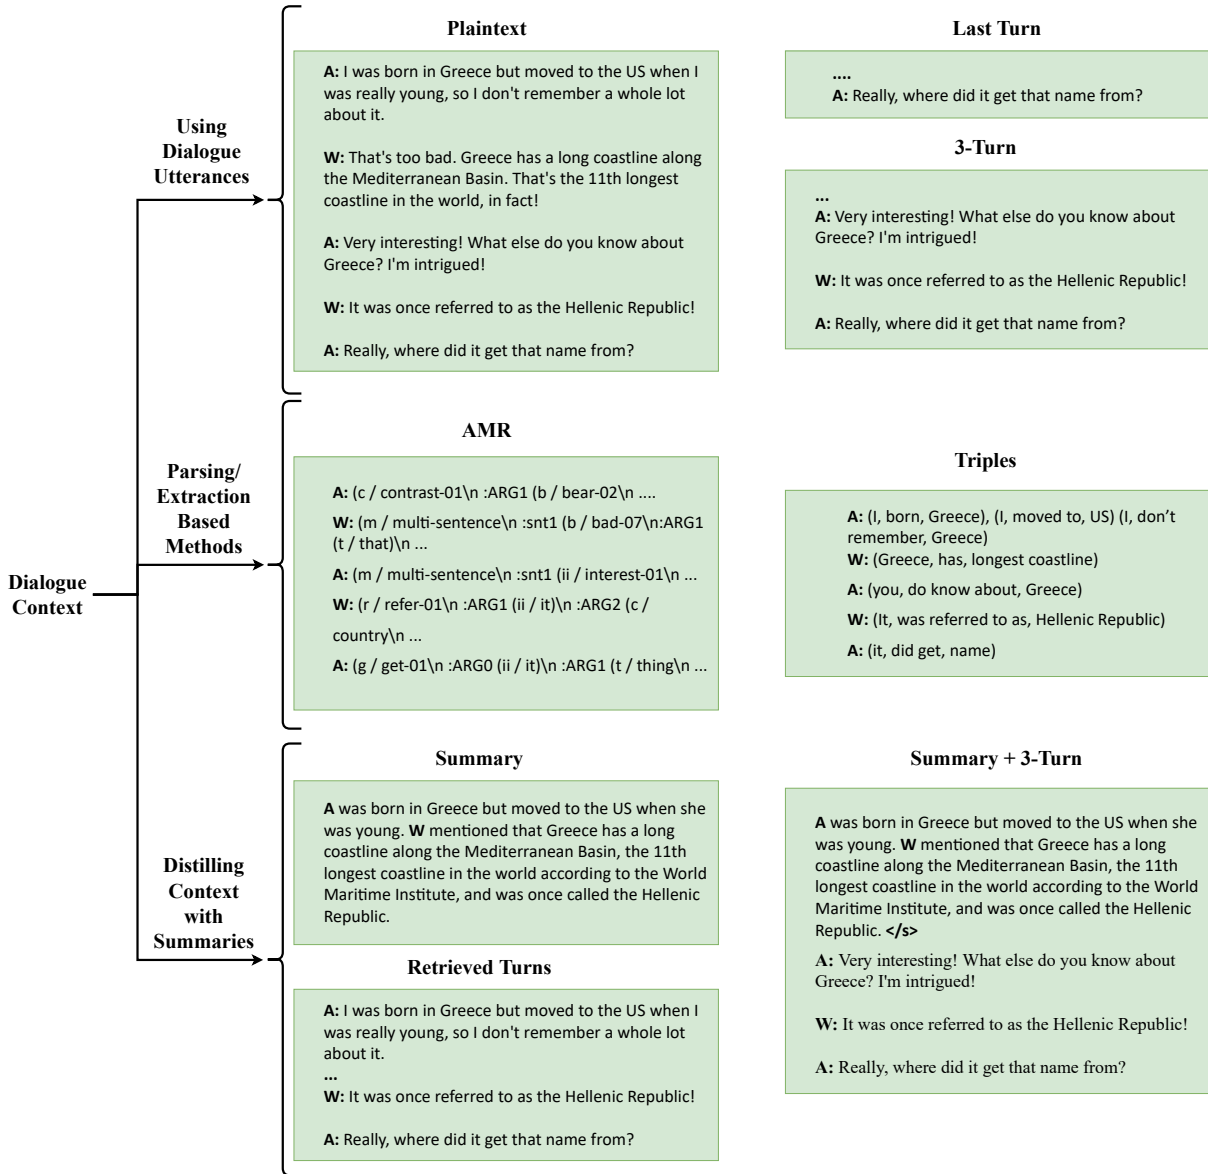 Plaintext
A: I was born in Greece but moved to the US when I
was really young, so I don't remember a whole lot
about it.
W: That's too bad. Greece has a long coastline along
the Mediterranean Basin. That's the 11th longest
coastline in the world, in fact!
A: Very interesting! What else do you know about
Greece? I'm intrigued!
W: It was once referred to as the Hellenic Republic!
A: Really, where did it get that name from?
Last Turn
....
A: Really, where did it get that name from?
3-Turn
...
A: Very interesting! What else do you know about
Greece? I'm intrigued!
W: It was once referred to as the Hellenic Republic!
A: Really, where did it get that name from?
Using
Dialogue
Utterances
AMR
A: (c / contrast-01\n :ARG1 (b / bear-02\n ....
W: (m / multi-sentence\n :snt1 (b / bad-07\n:ARG1
(t / that)\n ...
A: (m / multi-sentence\n :snt1 (ii / interest-01\n ...
W: (r / refer-01\n :ARG1 (ii / it)\n :ARG2 (c /
country\n ...
A: (g / get-01\n :ARG0 (ii / it)\n :ARG1 (t / thing\n ...
Triples
A: (I, born, Greece), (I, moved to, US) (I, don’t
remember, Greece)
W: (Greece, has, longest coastline)
A: (you, do know about, Greece)
W: (It, was referred to as, Hellenic Republic)
A: (it, did get, name)
Parsing/
Extraction
Based
Methods
Dialogue
Context
Summary
A was born in Greece but moved to the US when she
was young. W mentioned that Greece has a long
coastline along the Mediterranean Basin, the 11th
longest coastline in the world according to the World
Maritime Institute, and was once called the Hellenic
Republic.
Retrieved Turns
A: I was born in Greece but moved to the US when I
was really young, so I don't remember a whole lot
about it.
...
W: It was once referred to as the Hellenic Republic!
A: Really, where did it get that name from?
Summary + 3-Turn
A was born in Greece but moved to the US when she
was young. W mentioned that Greece has a long
coastline along the Mediterranean Basin, the 11th
longest coastline in the world according to the World
Maritime Institute, and was once called the Hellenic
Republic. </s>
A: Very interesting! What else do you know about
Greece? I'm intrigued!
W: It was once referred to as the Hellenic Republic!
A: Really, where did it get that name from?
Distilling
Context
with
Summaries